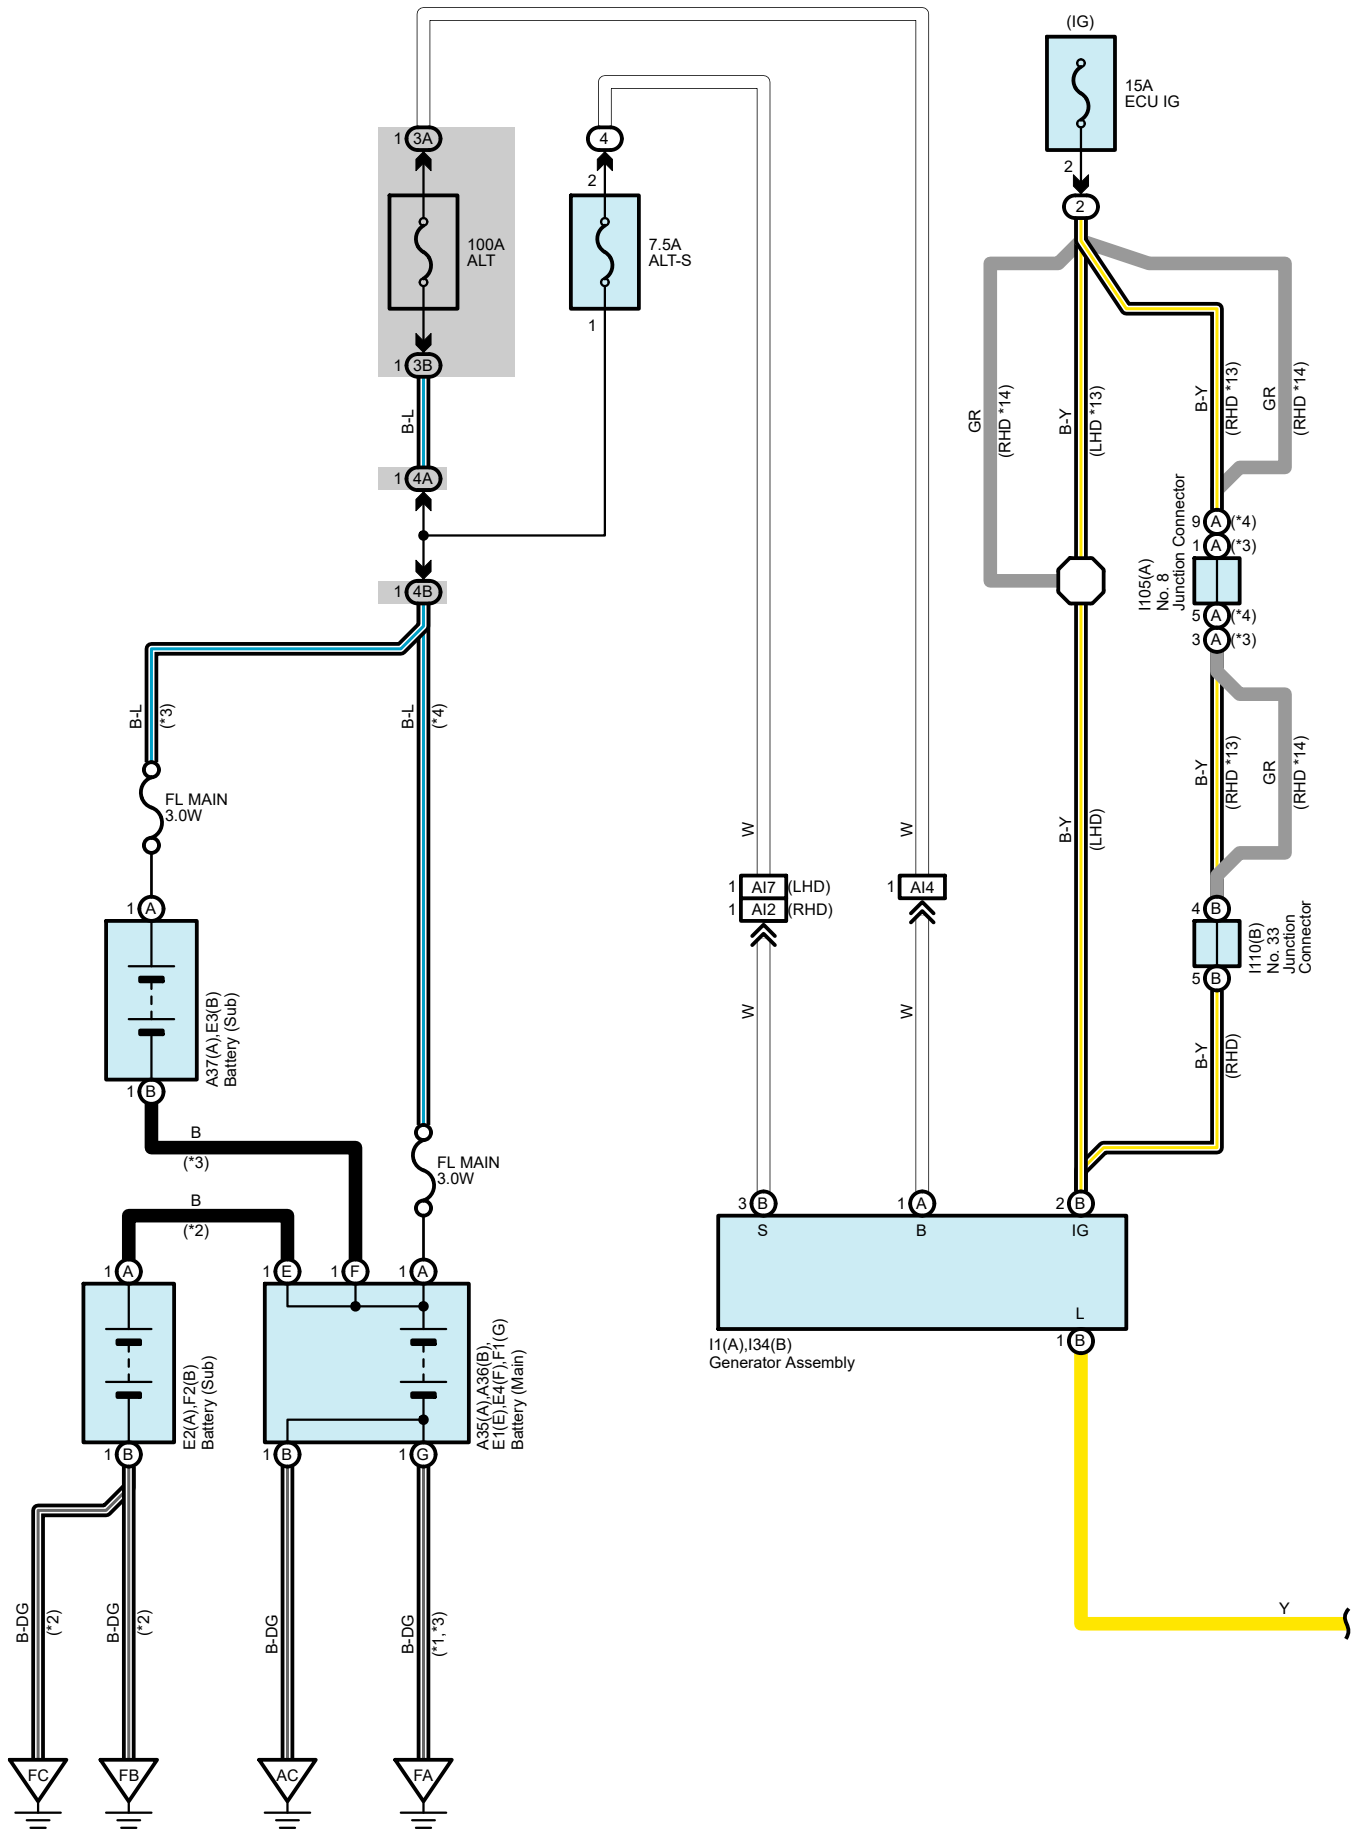 (IG)
15A
ECU IG
2
2
1 3A
4
2
100A
ALT
7.5A
ALT-S
1
1 3B
B-L
1 4A
1 4B
GR
(RHD *14)
B-Y
(LHD *13)
B-Y
(RHD *13)
GR
(RHD *14)
9 A (*4)
1 A (*3)
I105(A)
No. 8
Junction Connector
5 A (*4)
3 A (*3)
B-L
(*3)
B-L
(*4)
FL MAIN
3.0W
B-Y
(RHD *13)
GR
(RHD *14)
W
W
B-Y
(LHD)
1 AI7 (LHD)
1 AI2 (RHD)
1 AI4
1 A
4 B
I110(B)
No. 33
Junction
Connector
5 B
A37(A),E3(B)
Battery (Sub)
1 B
W
W
B-Y
(RHD)
B
(*3)
FL MAIN
3.0W
B
(*2)
3 B
1 A
2 B
S
B
IG
L
1 A
1 E
1 F
1 A
I1(A),I34(B)
Generator Assembly
1 B
E2(A),F2(B)
Battery (Sub)
A35(A),A36(B),
E1(E),E4(F),F1(G)
Battery (Main)
1 B
1 B
1 G
B-DG
(*2)
B-DG
(*2)
B-DG
B-DG
(*1,*3)
Y
FC
FB
AC
FA